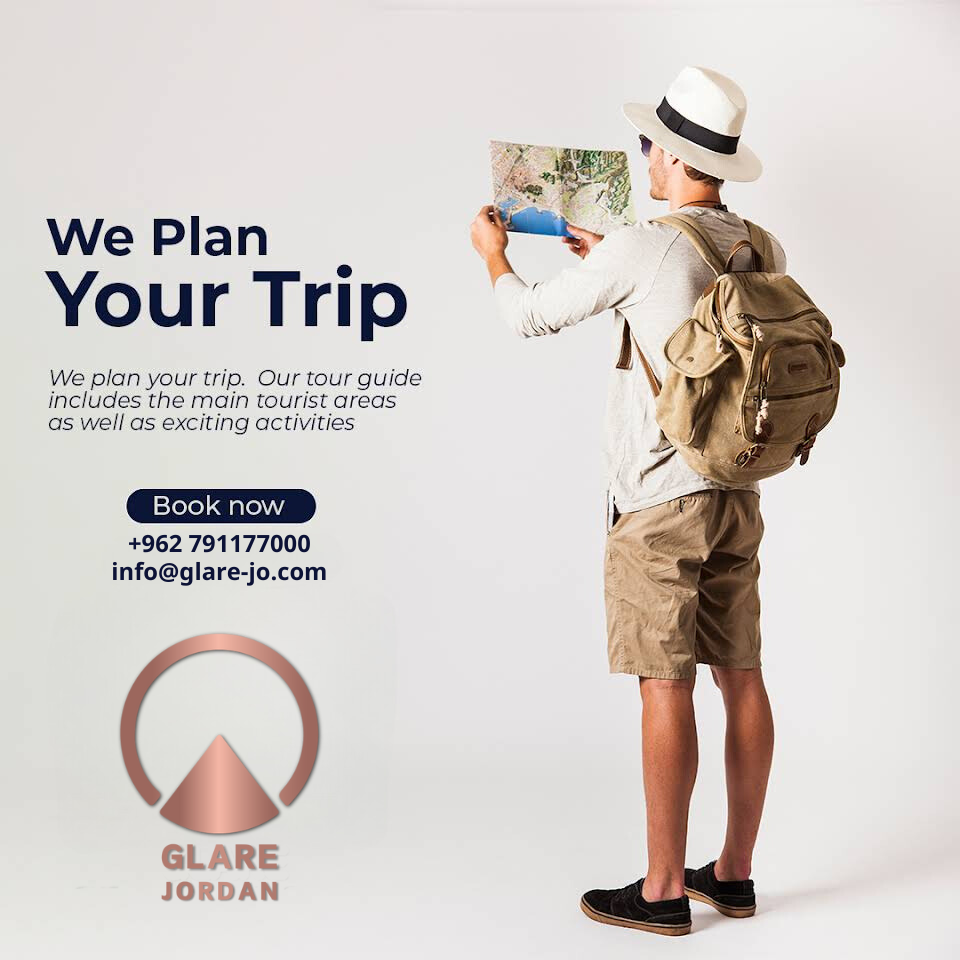 We Plan
Your Trip
We plan your trip.  Our tour guide
includes the main tourist areas
as well as exciting activities
Book now
+962 791177000
info@glare-jo.com
GLARE
JORDAN